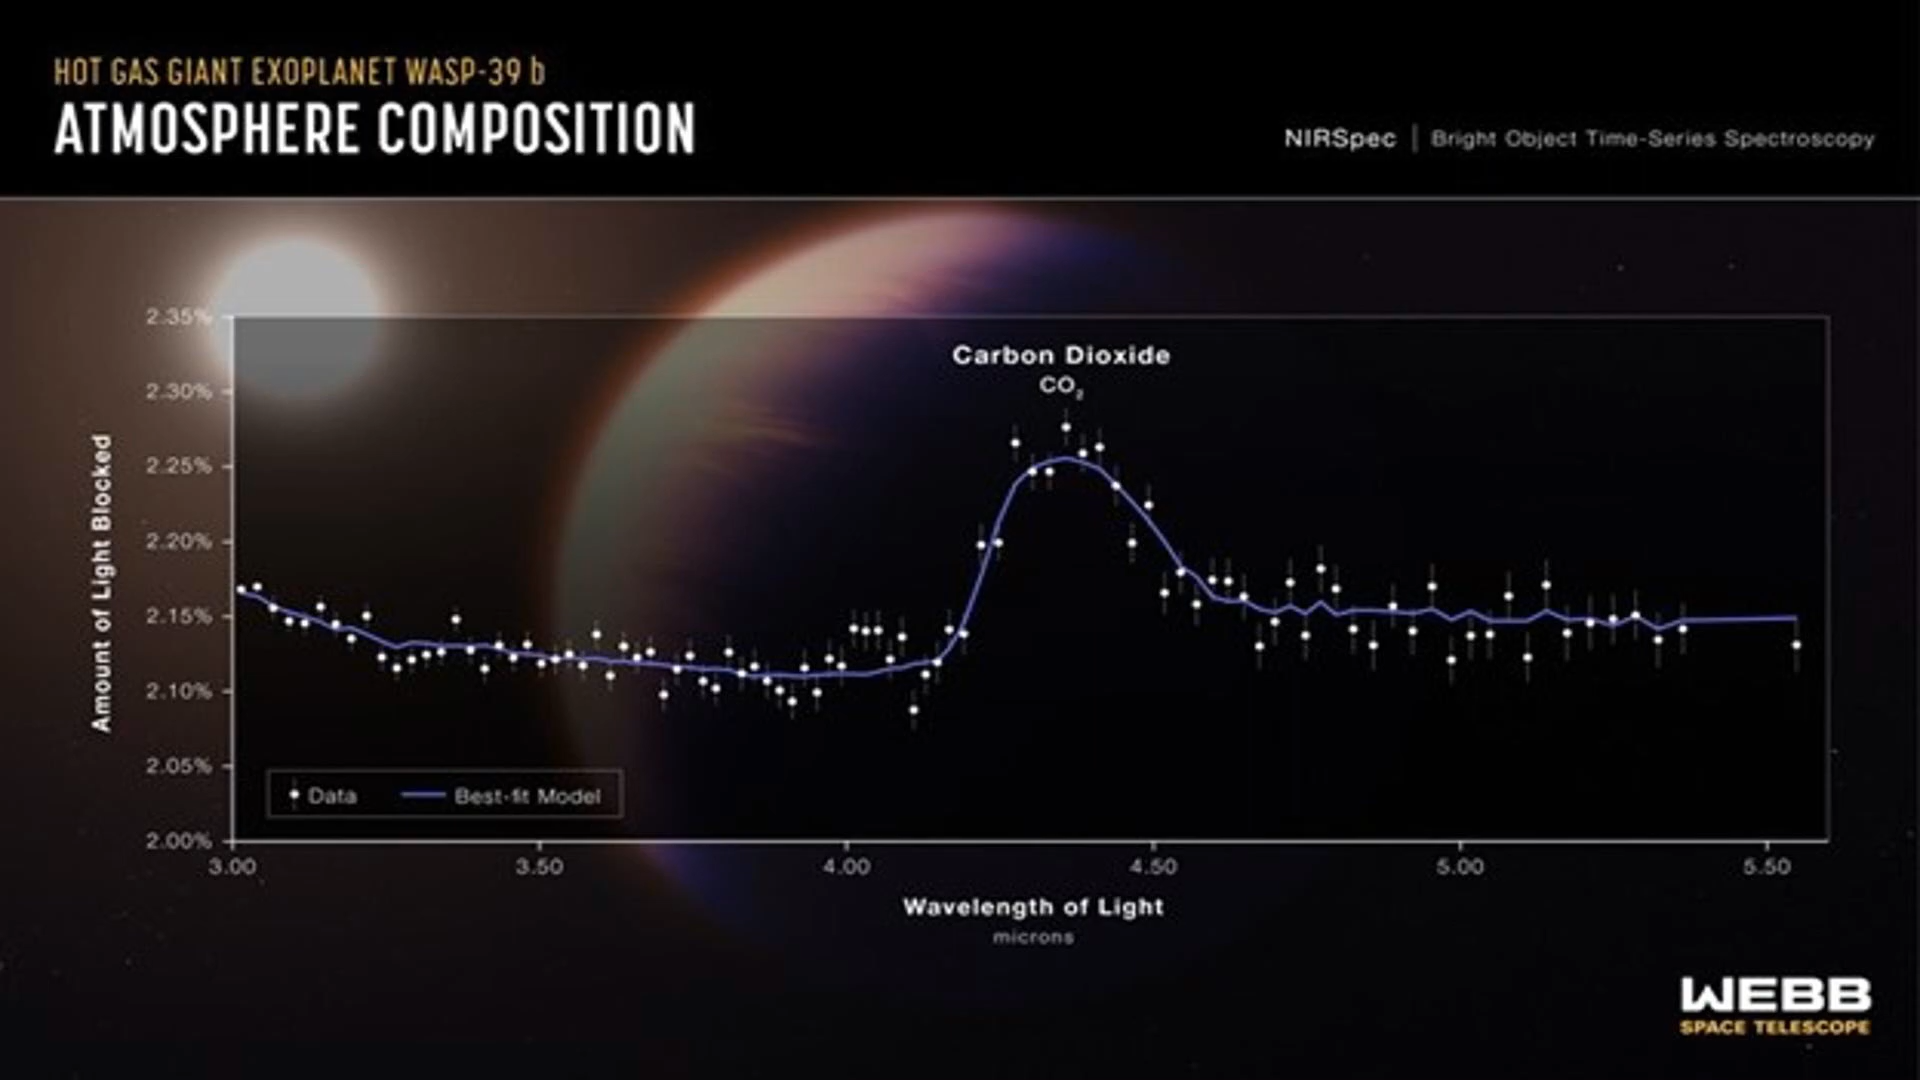 HOT GAS GIANT EXOPLANET WASP-39 b
ATMOSPHERE COMPOSITION
NIRSpec | Bright Object Time-Series Spectroscopy
2.35%
2.30%
2.25%
2.20%
2.15%
2.10%
2.05%
2.00%
Amount of Light Blocked
Carbon Dioxide
CO₂
Data
Best-fit Model
3.00 3.50 4.00 4.50 5.00 5.50
Wavelength of Light
microns
WEBB
SPACE TELESCOPE